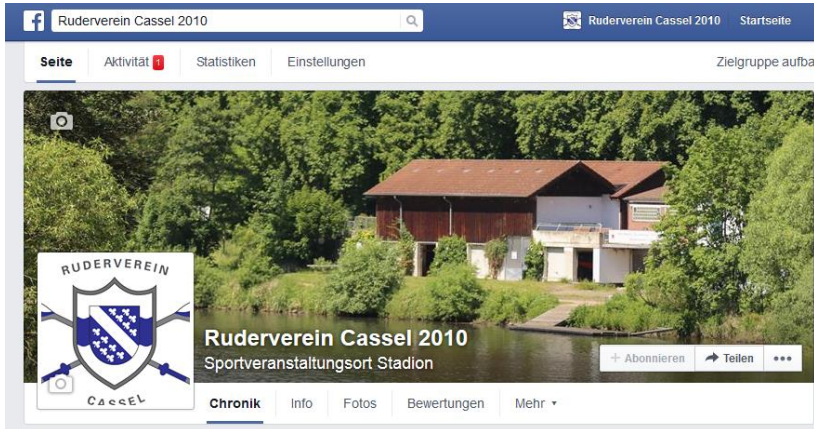 f Ruderverein Cassel 2010 Ruderverein Cassel 2010 Startseite
Seite Aktivität 1 Statistiken Einstellungen Zielgruppe aufba
RUDERVEREIN
CASSEL
Ruderverein Cassel 2010
Sportveranstaltungsort Stadion
+ Abonnieren Teilen
Chronik Info Fotos Bewertungen Mehr